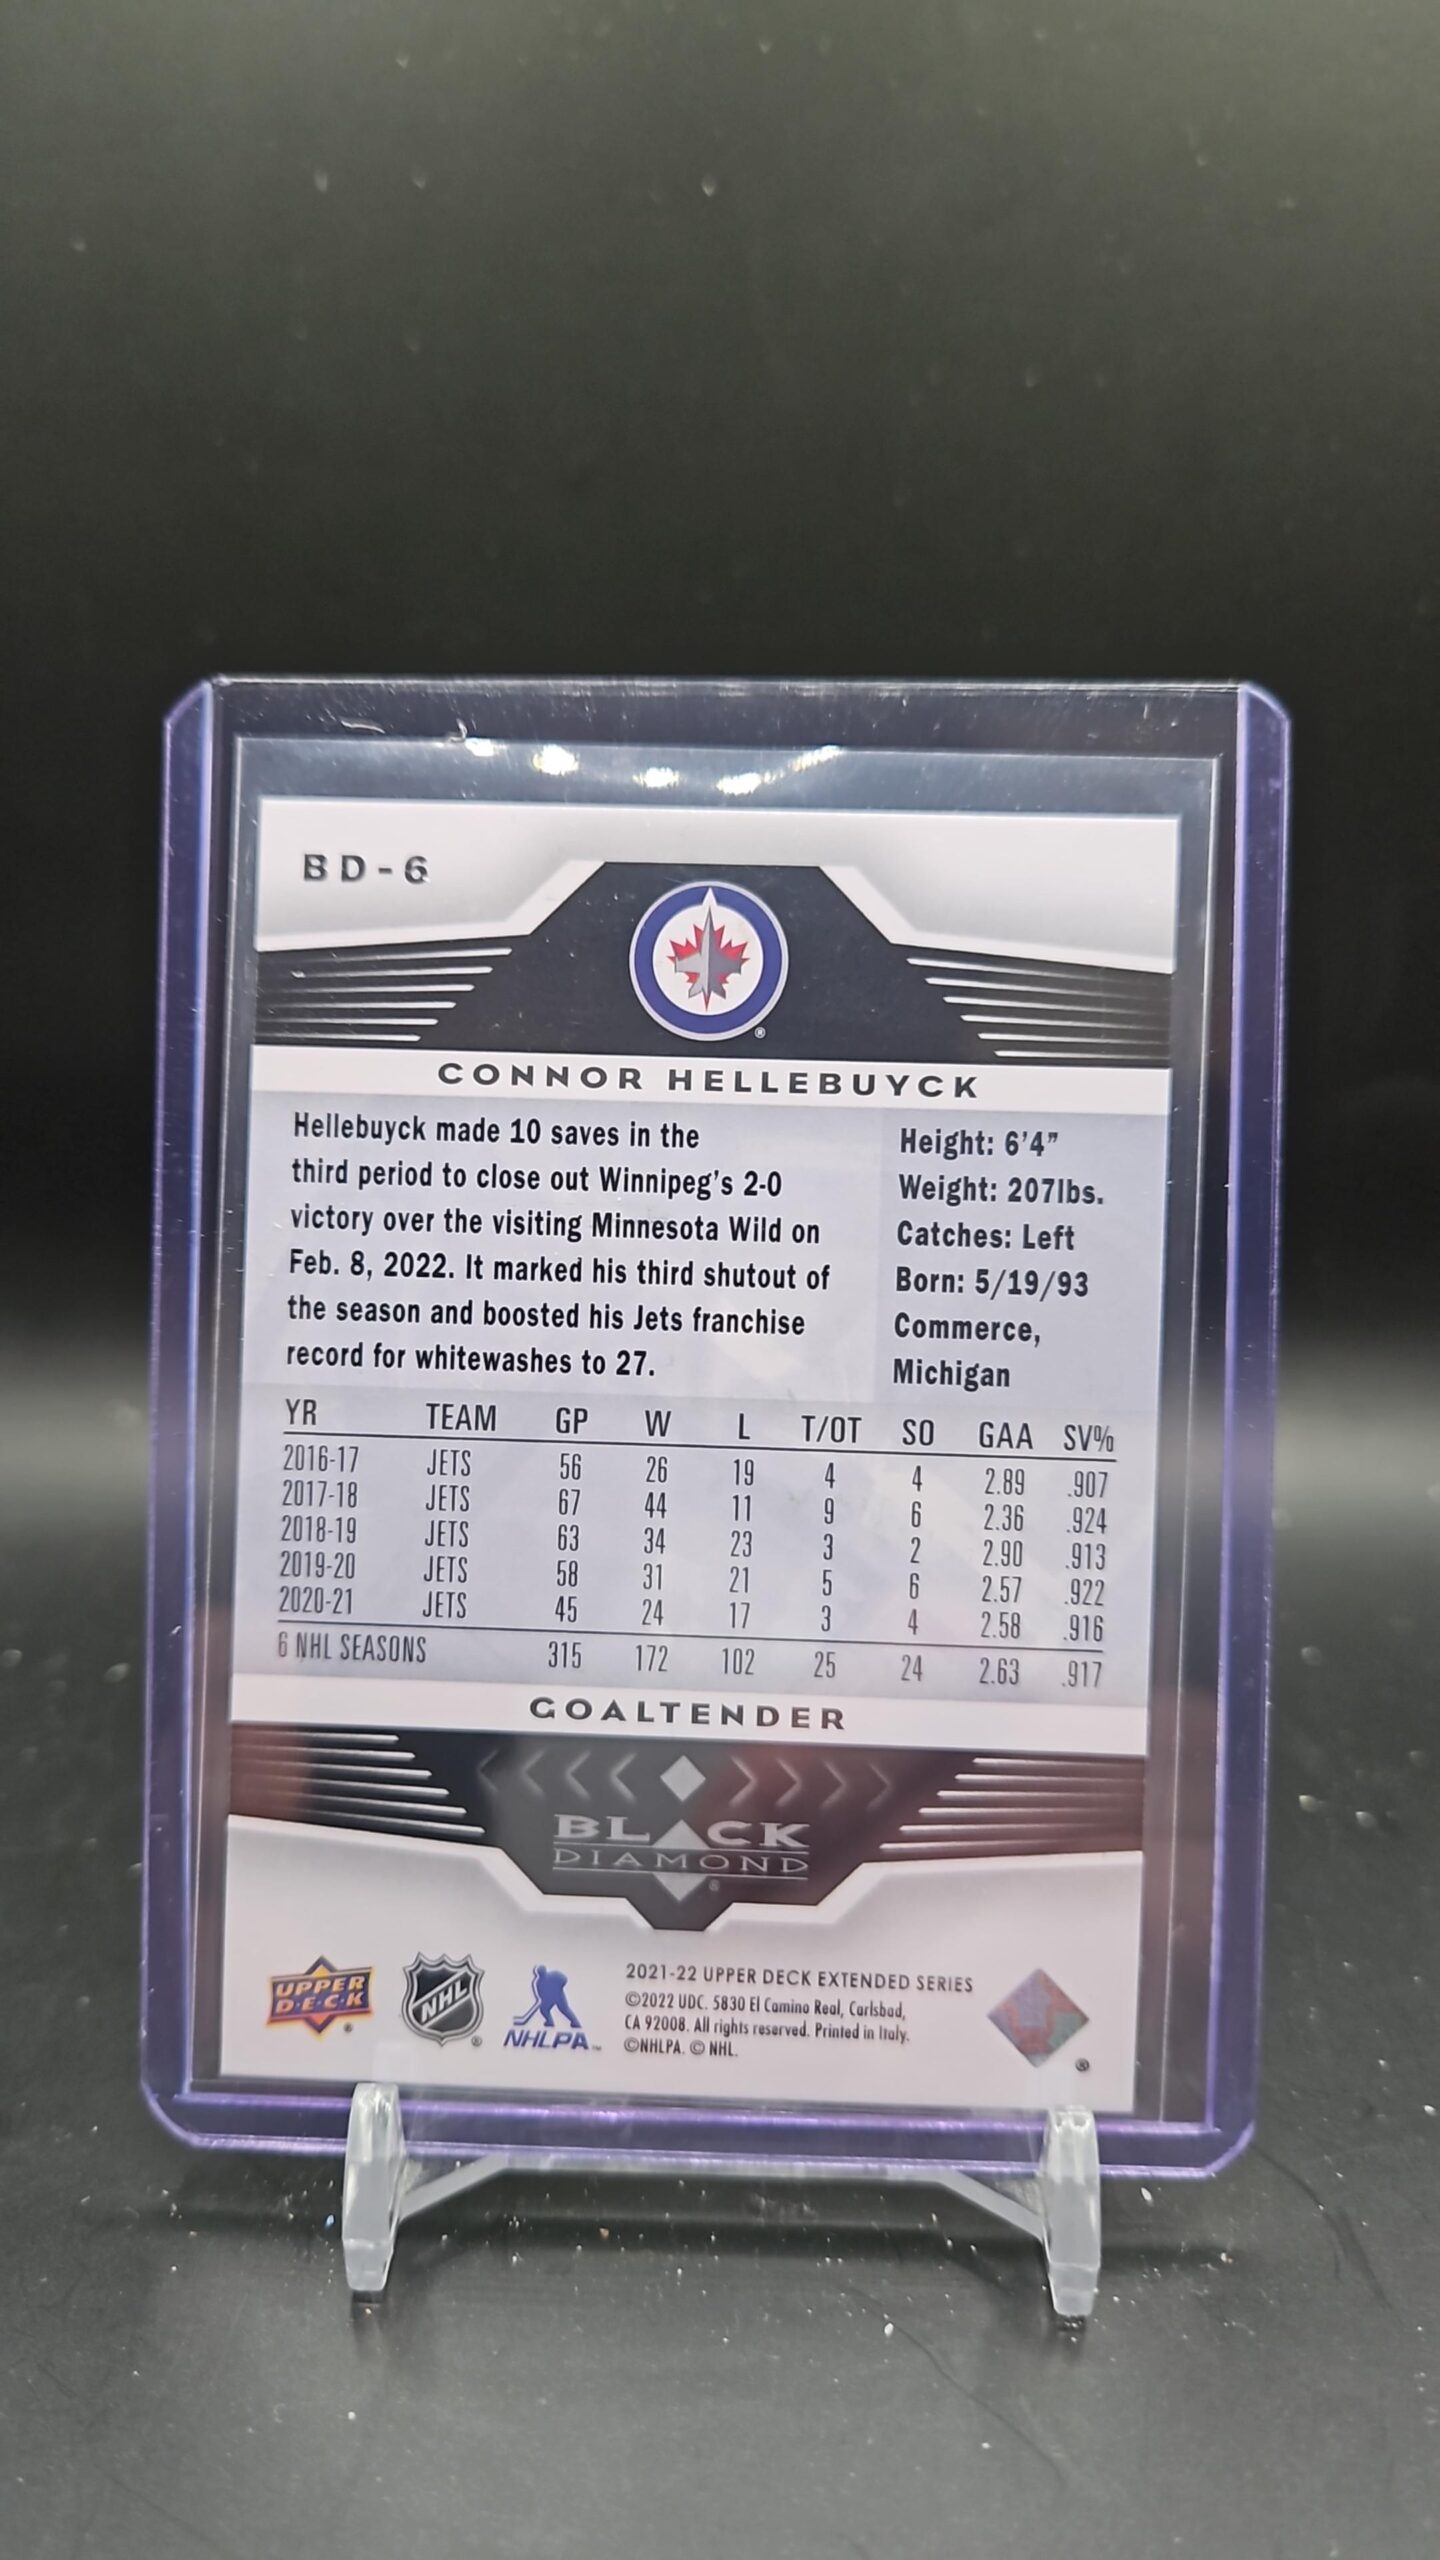 BD-6
®
CONNOR HELLEBUYCK
Hellebuyck made 10 saves in the
third period to close out Winnipeg's 2-0
victory over the visiting Minnesota Wild on
Feb. 8, 2022. It marked his third shutout of
the season and boosted his Jets franchise
record for whitewashes to 27.
Height: 6'4"
Weight: 207lbs.
Catches: Left
Born: 5/19/93
Commerce,
Michigan
YR TEAM GP W L T/OT SO GAA SV%
2016-17 JETS 56 26 19 4 4 2.89 .907
2017-18 JETS 67 44 11 9 6 2.36 .924
2018-19 JETS 63 34 23 3 2 2.90 .913
2019-20 JETS 58 31 21 5 6 2.57 .922
2020-21 JETS 45 24 17 3 4 2.58 .916
6 NHL SEASONS 315 172 102 25 24 2.63 .917
GOALTENDER
BLACK
DIAMOND
®
UPPER
D·E·C·K
®
NHL
®
NHLPA™
2021-22 UPPER DECK EXTENDED SERIES
©2022 UDC. 5830 El Camino Real, Carlsbad,
CA 92008. All rights reserved. Printed in Italy.
©NHLPA. © NHL.
®